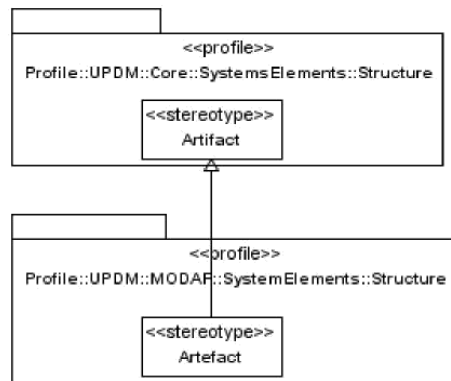 <<profile>>
Profile::UPDM::Core::SystemsElements::Structure
<<stereotype>>
Artifact
<<profile>>
Profile::UPDM::MODAF::SystemElements::Structure
<<stereotype>>
Artefact